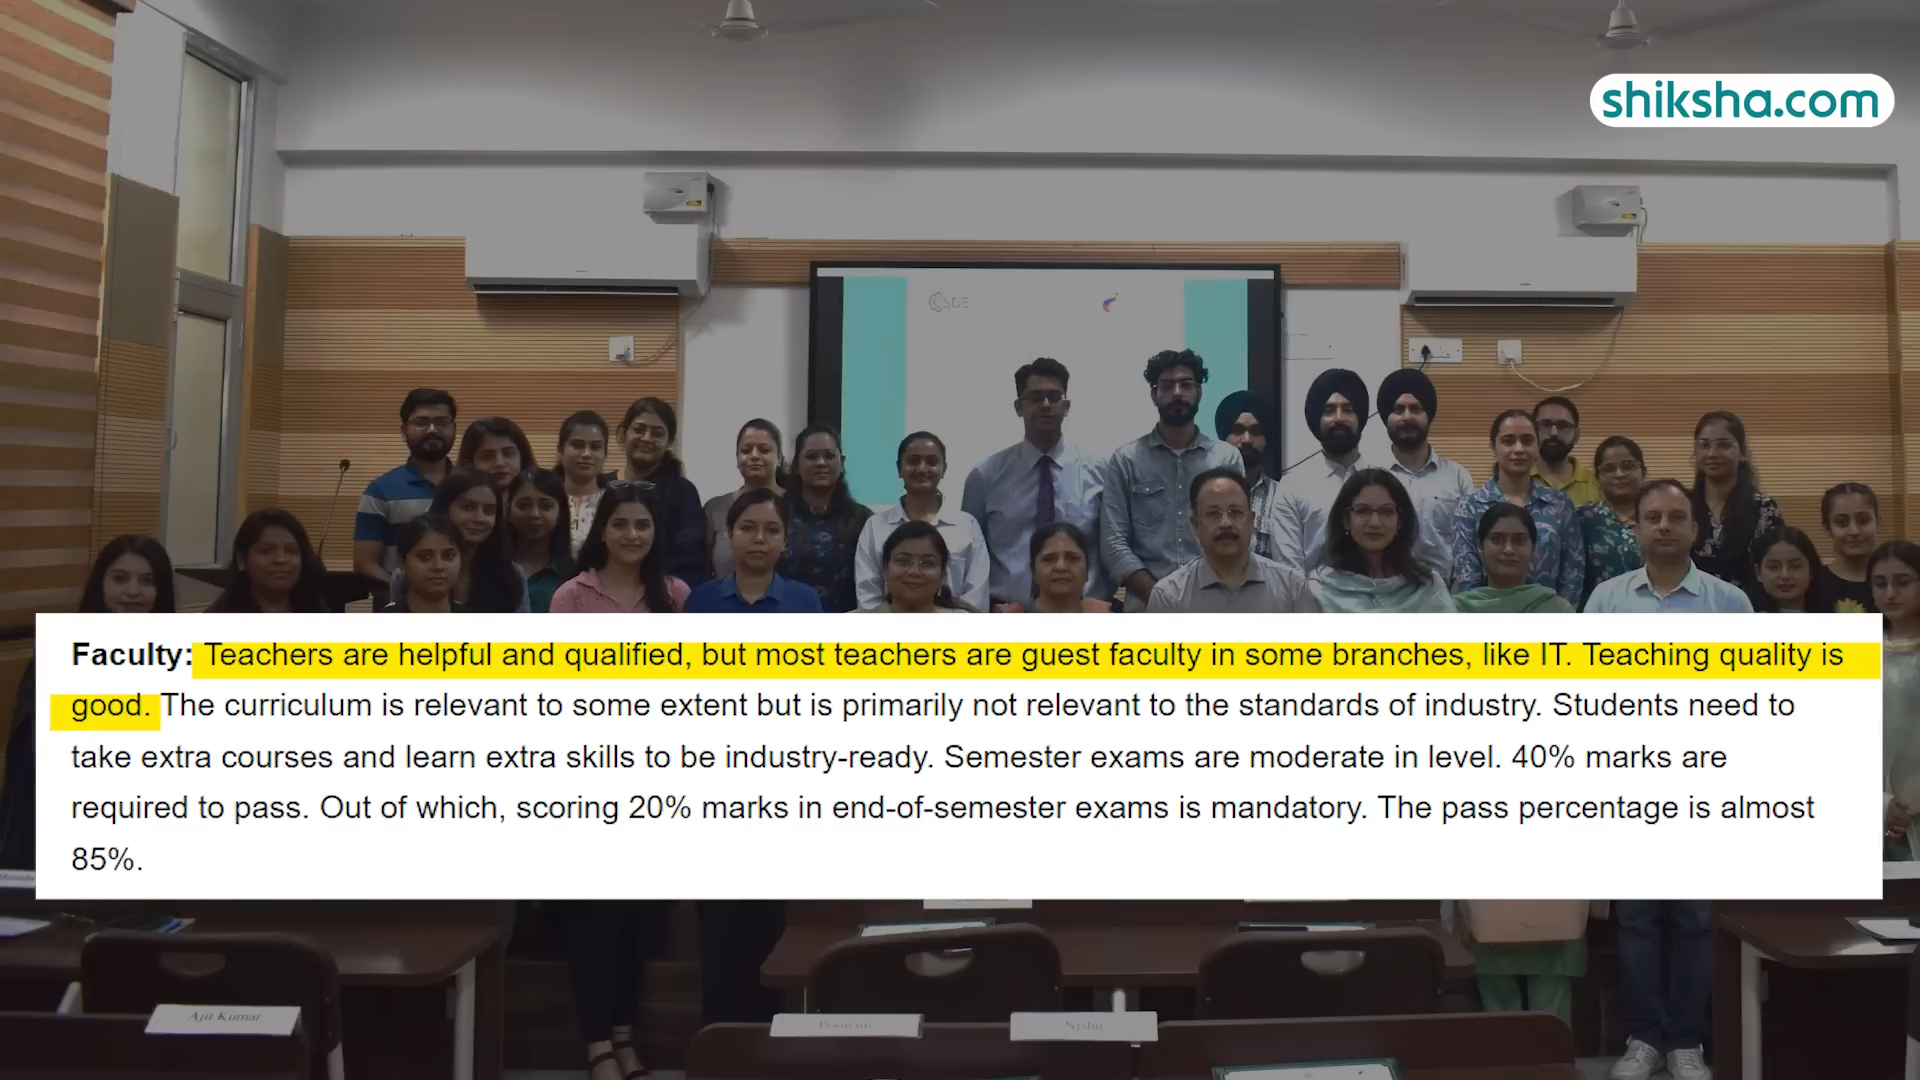 shiksha.com
CSDE
Faculty: Teachers are helpful and qualified, but most teachers are guest faculty in some branches, like IT. Teaching quality is
good. The curriculum is relevant to some extent but is primarily not relevant to the standards of industry. Students need to
take extra courses and learn extra skills to be industry-ready. Semester exams are moderate in level. 40% marks are
required to pass. Out of which, scoring 20% marks in end-of-semester exams is mandatory. The pass percentage is almost
85%.
Ajit Kumar
Poonam
Nishu